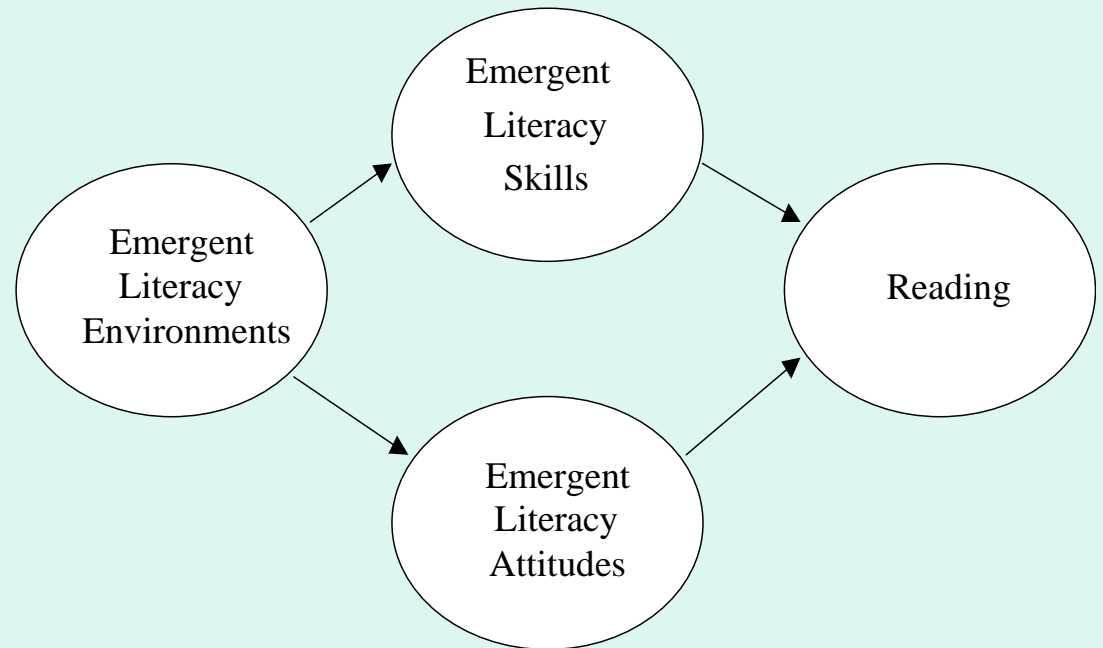 Emergent
Literacy
Skills
Emergent
Literacy
Environments
Reading
Emergent
Literacy
Attitudes